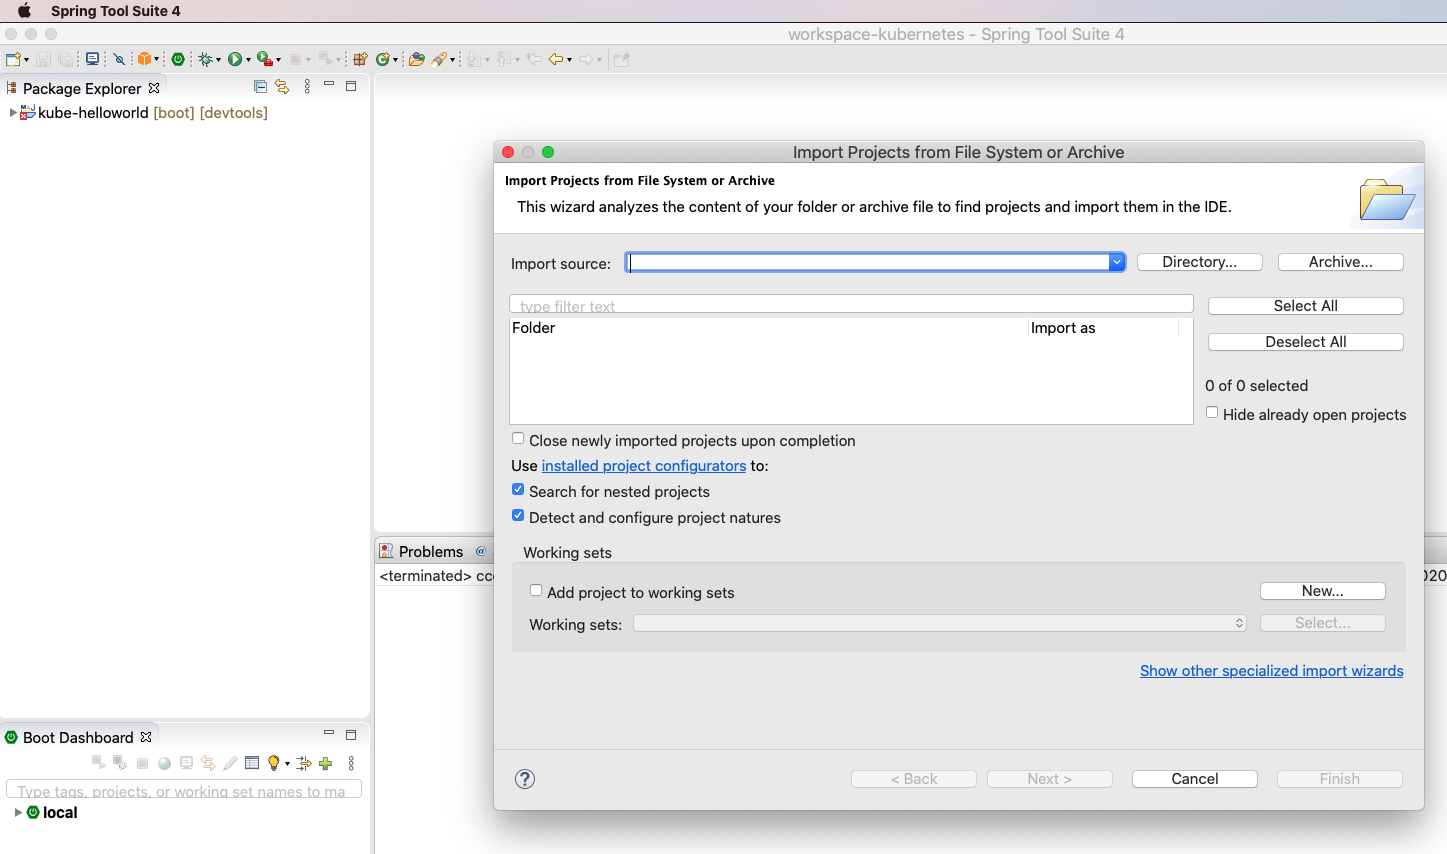 Spring Tool Suite 4
workspace-kubernetes - Spring Tool Suite 4
Package Explorer
kube-helloworld [boot] [devtools]
Import Projects from File System or Archive
Import Projects from File System or Archive
This wizard analyzes the content of your folder or archive file to find projects and import them in the IDE.
Import source:
Directory...
Archive...
type filter text
Select All
Folder
Import as
Deselect All
0 of 0 selected
Hide already open projects
Close newly imported projects upon completion
Use installed project configurators to:
Search for nested projects
Detect and configure project natures
Problems
@
Working sets
<terminated> cc
020
Add project to working sets
New...
Working sets:
Select...
Show other specialized import wizards
Boot Dashboard
Type tags, projects, or working set names to ma
local
?
< Back
Next >
Cancel
Finish